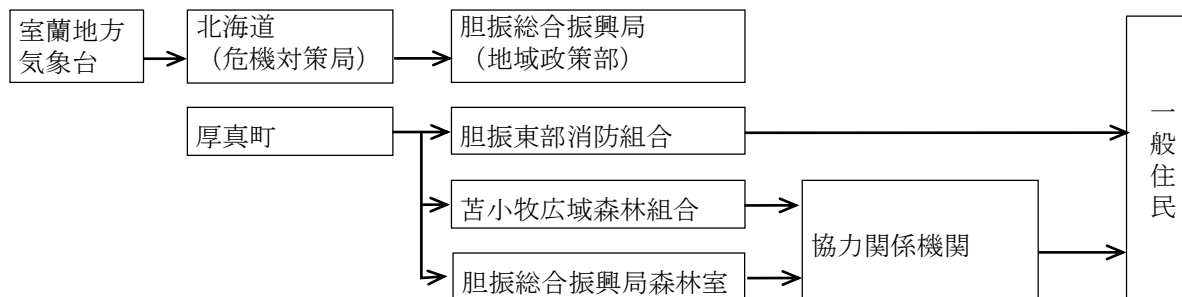 室蘭地方
気象台
北海道
（危機対策局）
胆振総合振興局
（地域政策部）
厚真町
胆振東部消防組合
苫小牧広域森林組合
胆振総合振興局森林室
協力関係機関
一般住民